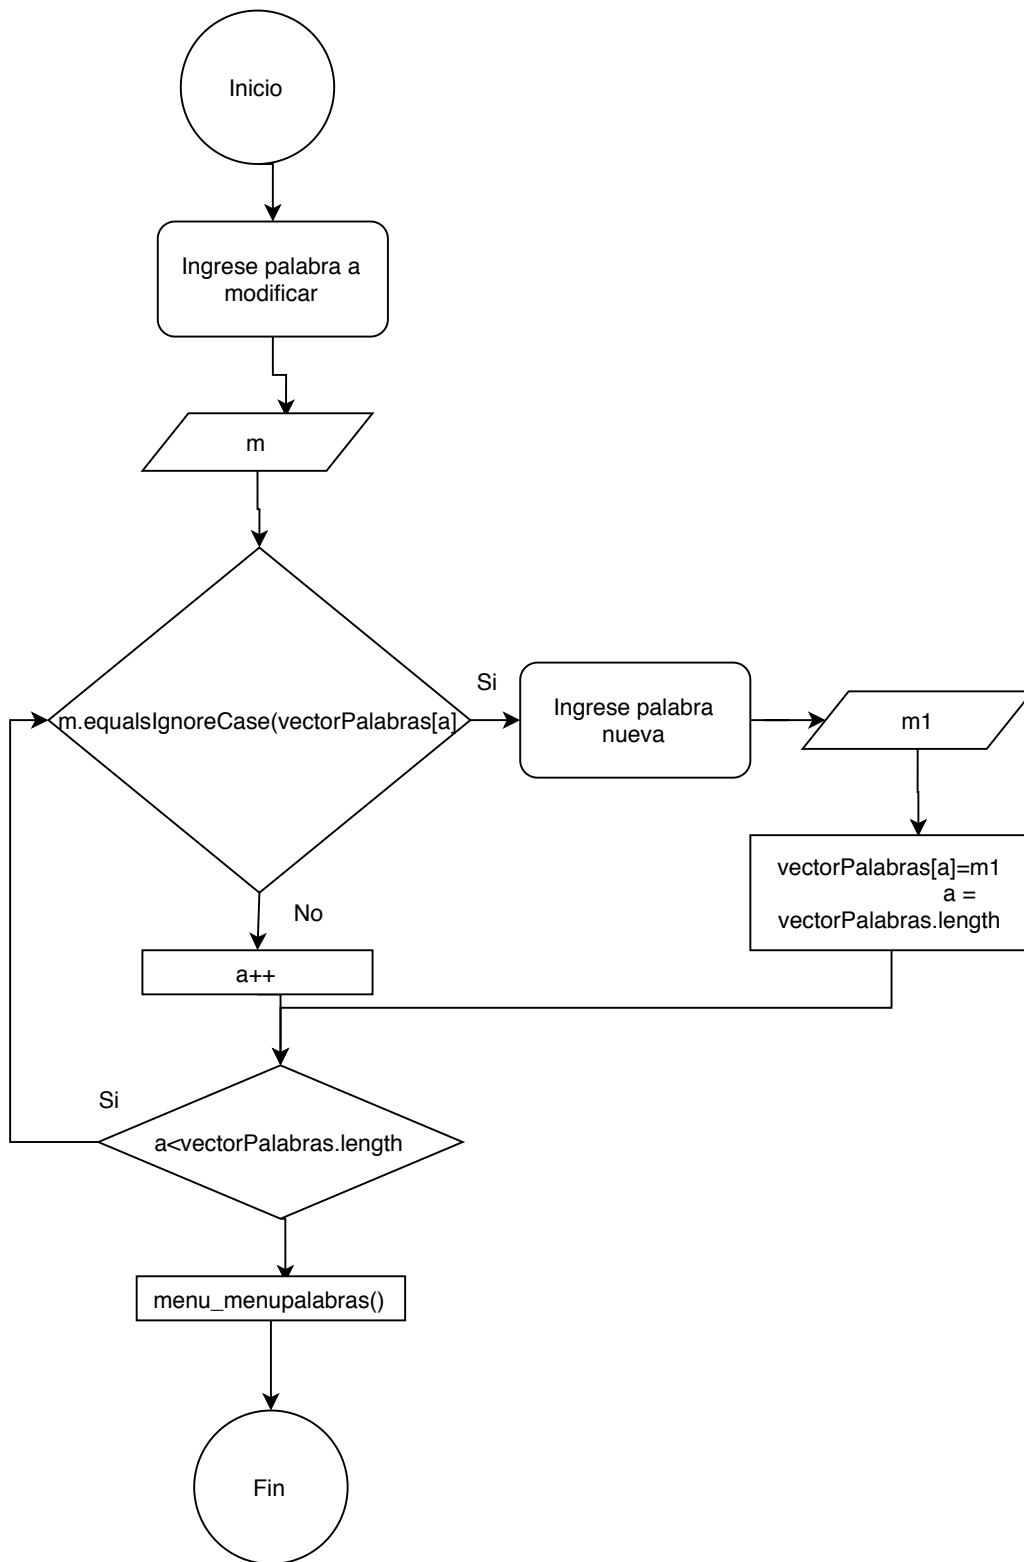 Inicio
Ingrese palabra a
modificar
m
m.equalsIgnoreCase(vectorPalabras[a]
Si
Ingrese palabra
nueva
m1
vectorPalabras[a]=m1
a =
vectorPalabras.length
No
a++
Si
a<vectorPalabras.length
menu_menupalabras()
Fin